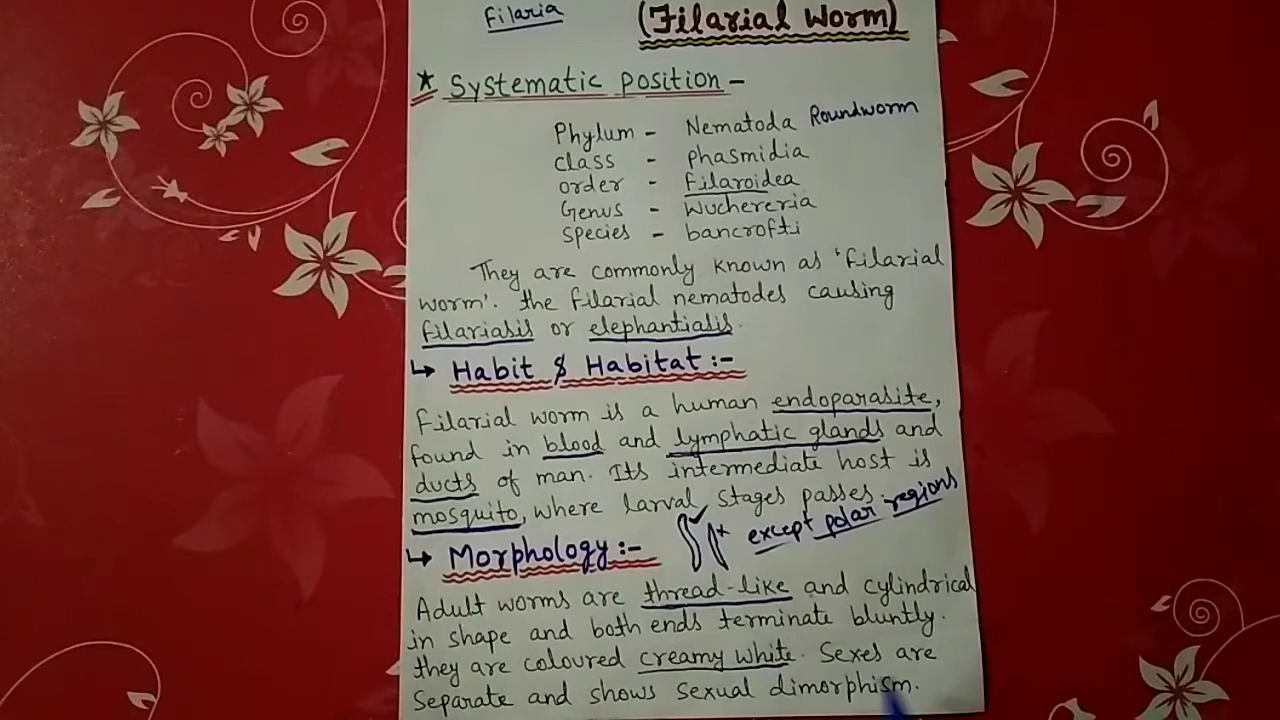 Filaria
(Filarial Worm)
* Systematic position -
Phylum - Nematoda Roundworm
class - phasmidia
order - Filaroidea
Genus - Wuchereria
species - bancrofti
They are commonly known as 'filarial
worm'. the filarial nematodes causing
filariasis or elephantiasis.
↳ Habit & Habitat :-
Filarial worm is a human endoparasite,
found in blood and lymphatic glands and
ducts of man. Its intermediate host is
mosquito, where larval stages passes.
except polar regions
↳ Morphology :-
Adult worms are thread-like and cylindrical
in shape and both ends terminate bluntly.
they are coloured creamy white. Sexes are
separate and shows sexual dimorphism.